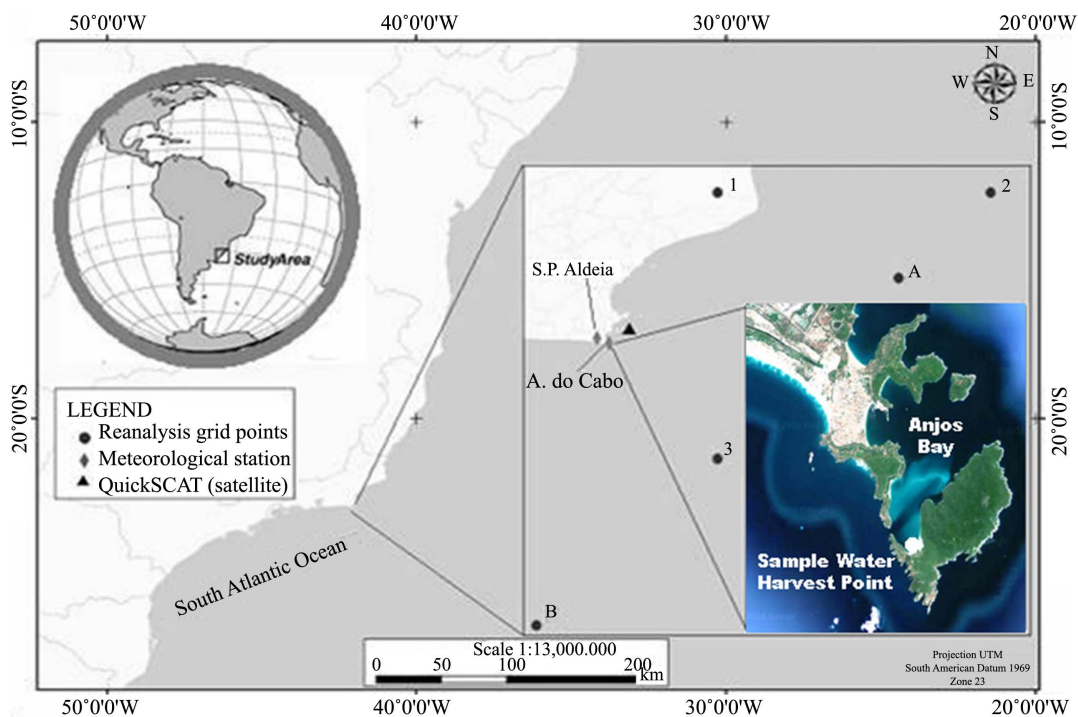 50°0'0"W 40°0'0"W 30°0'0"W 20°0'0"W
10°0'0"S
20°0'0"S
N
W E
S
10°0'0"S
20°0'0"S
StudyArea
1
2
A
S.P. Aldeia
A. do Cabo
3
B
Anjos
Bay
Sample Water
Harvest Point
LEGEND
Reanalysis grid points
Meteorological station
QuickSCAT (satellite)
South Atlantic Ocean
Scale 1:13,000.000
0 50 100 200
km
Projection UTM
South American Datum 1969
Zone 23
50°0'0"W 40°0'0"W 30°0'0"W 20°0'0"W